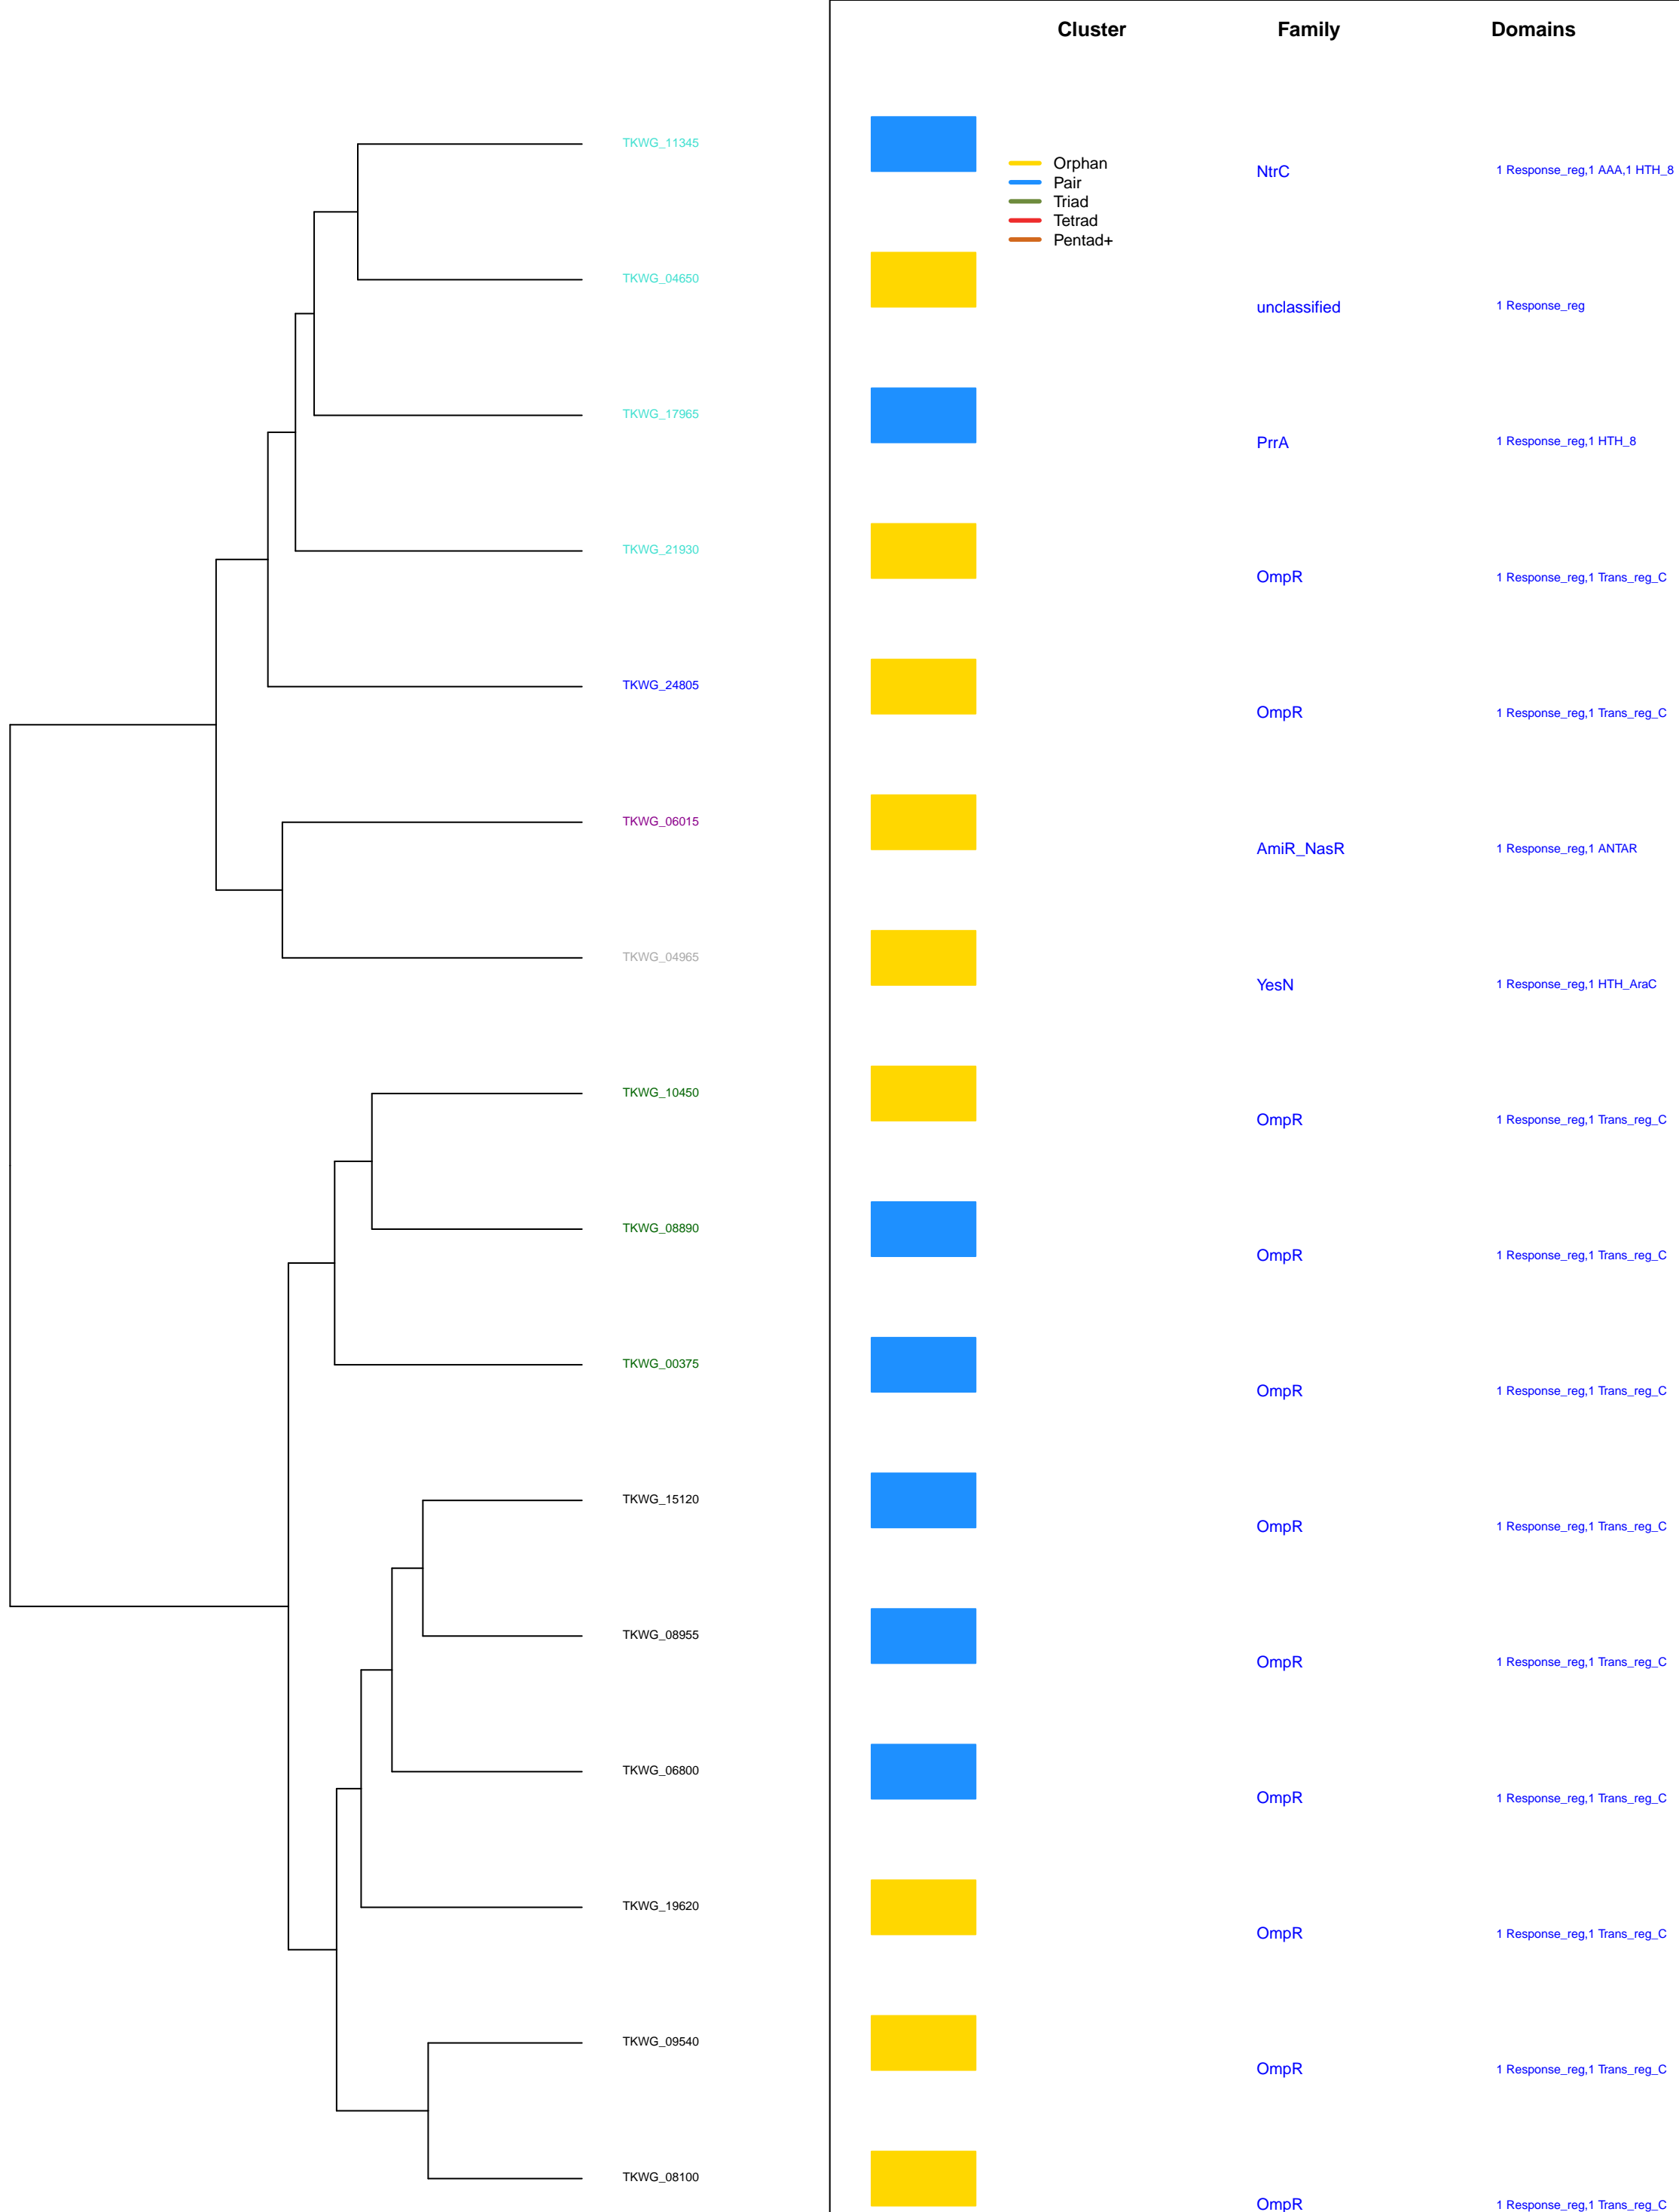 Cluster Family Domains
TKWG_11345
Orphan
Pair
Triad
Tetrad
Pentad+
NtrC 1 Response_reg,1 AAA,1 HTH_8
TKWG_04650
unclassified 1 Response_reg
TKWG_17965
PrrA 1 Response_reg,1 HTH_8
TKWG_21930
OmpR 1 Response_reg,1 Trans_reg_C
TKWG_24805
OmpR 1 Response_reg,1 Trans_reg_C
TKWG_06015
AmiR_NasR 1 Response_reg,1 ANTAR
TKWG_04965
YesN 1 Response_reg,1 HTH_AraC
TKWG_10450
OmpR 1 Response_reg,1 Trans_reg_C
TKWG_08890
OmpR 1 Response_reg,1 Trans_reg_C
TKWG_00375
OmpR 1 Response_reg,1 Trans_reg_C
TKWG_15120
OmpR 1 Response_reg,1 Trans_reg_C
TKWG_08955
OmpR 1 Response_reg,1 Trans_reg_C
TKWG_06800
OmpR 1 Response_reg,1 Trans_reg_C
TKWG_19620
OmpR 1 Response_reg,1 Trans_reg_C
TKWG_09540
OmpR 1 Response_reg,1 Trans_reg_C
TKWG_08100
OmpR 1 Response_reg,1 Trans_reg_C